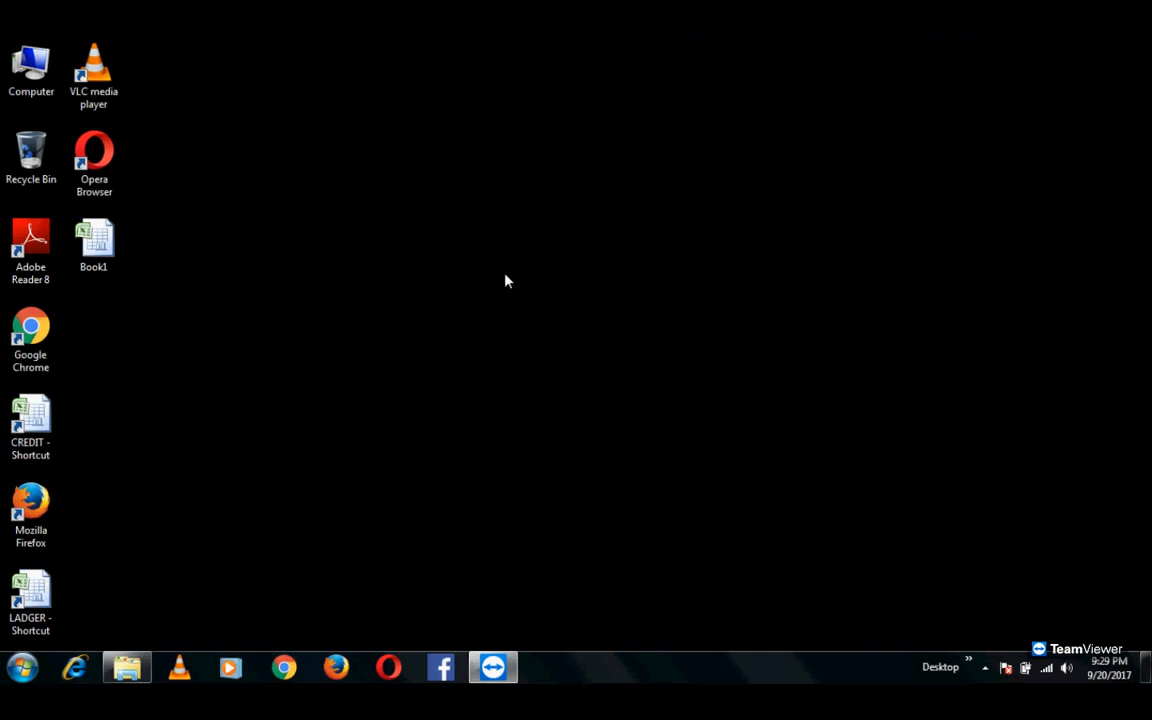 Computer
VLC media
player
Recycle Bin
Opera
Browser
Adobe
Reader 8
Book1
Google
Chrome
CREDIT -
Shortcut
Mozilla
Firefox
LADGER -
Shortcut
TeamViewer
Desktop
»
9:29 PM
9/20/2017